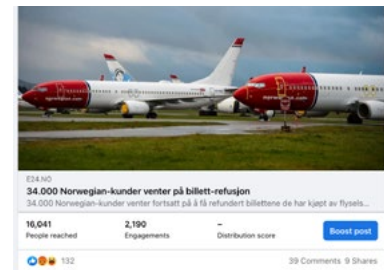 E24.NO
34.000 Norwegian-kunder venter på billett-refusjon
34.000 Norwegian-kunder venter fortsatt på å få refundert billettene de har kjøpt av flysels...
16,041 2,190 –
People reached Engagements Distribution score
Boost post
132 39 Comments 9 Shares